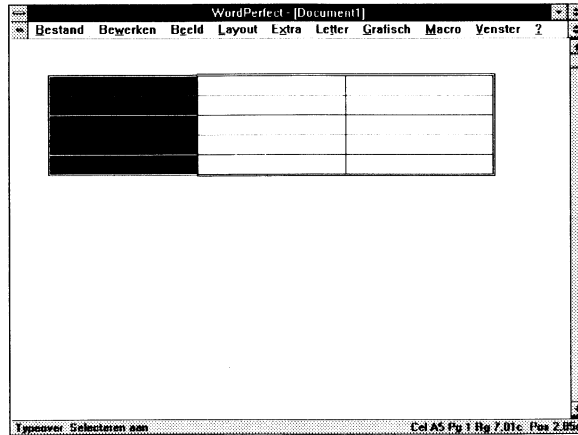 WordPerfect - [Document1]
Bestand Bewerken Beeld Layout Extra Letter Grafisch Macro Venster ?
Typeover Selecteren aan Cel A5 Pg 1 Rg 7.01c Pos 2.85c